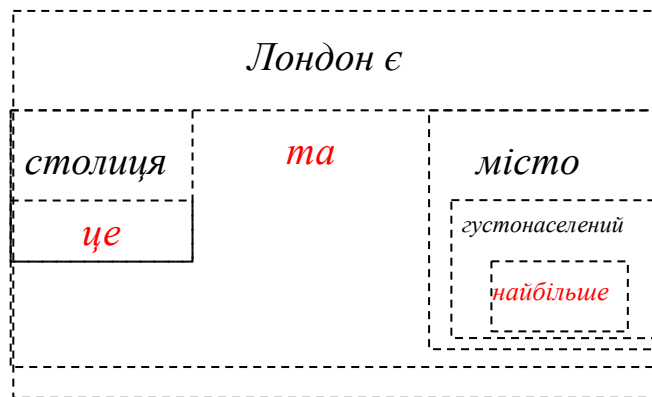 Лондон є
столиця та місто
це густонаселений
найбільше